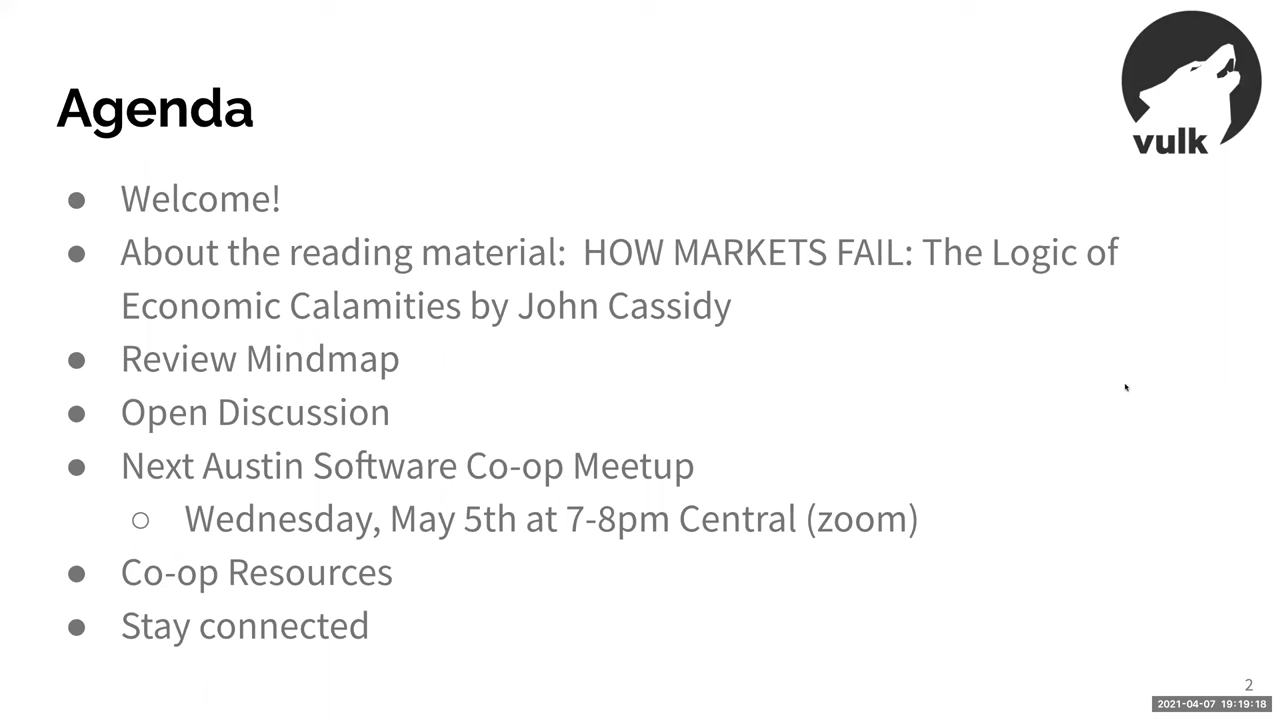 vulk
Agenda
● Welcome!
● About the reading material:  HOW MARKETS FAIL: The Logic of
Economic Calamities by John Cassidy
● Review Mindmap
● Open Discussion
● Next Austin Software Co-op Meetup
○ Wednesday, May 5th at 7-8pm Central (zoom)
● Co-op Resources
● Stay connected
2
2021-04-07 19:19:18